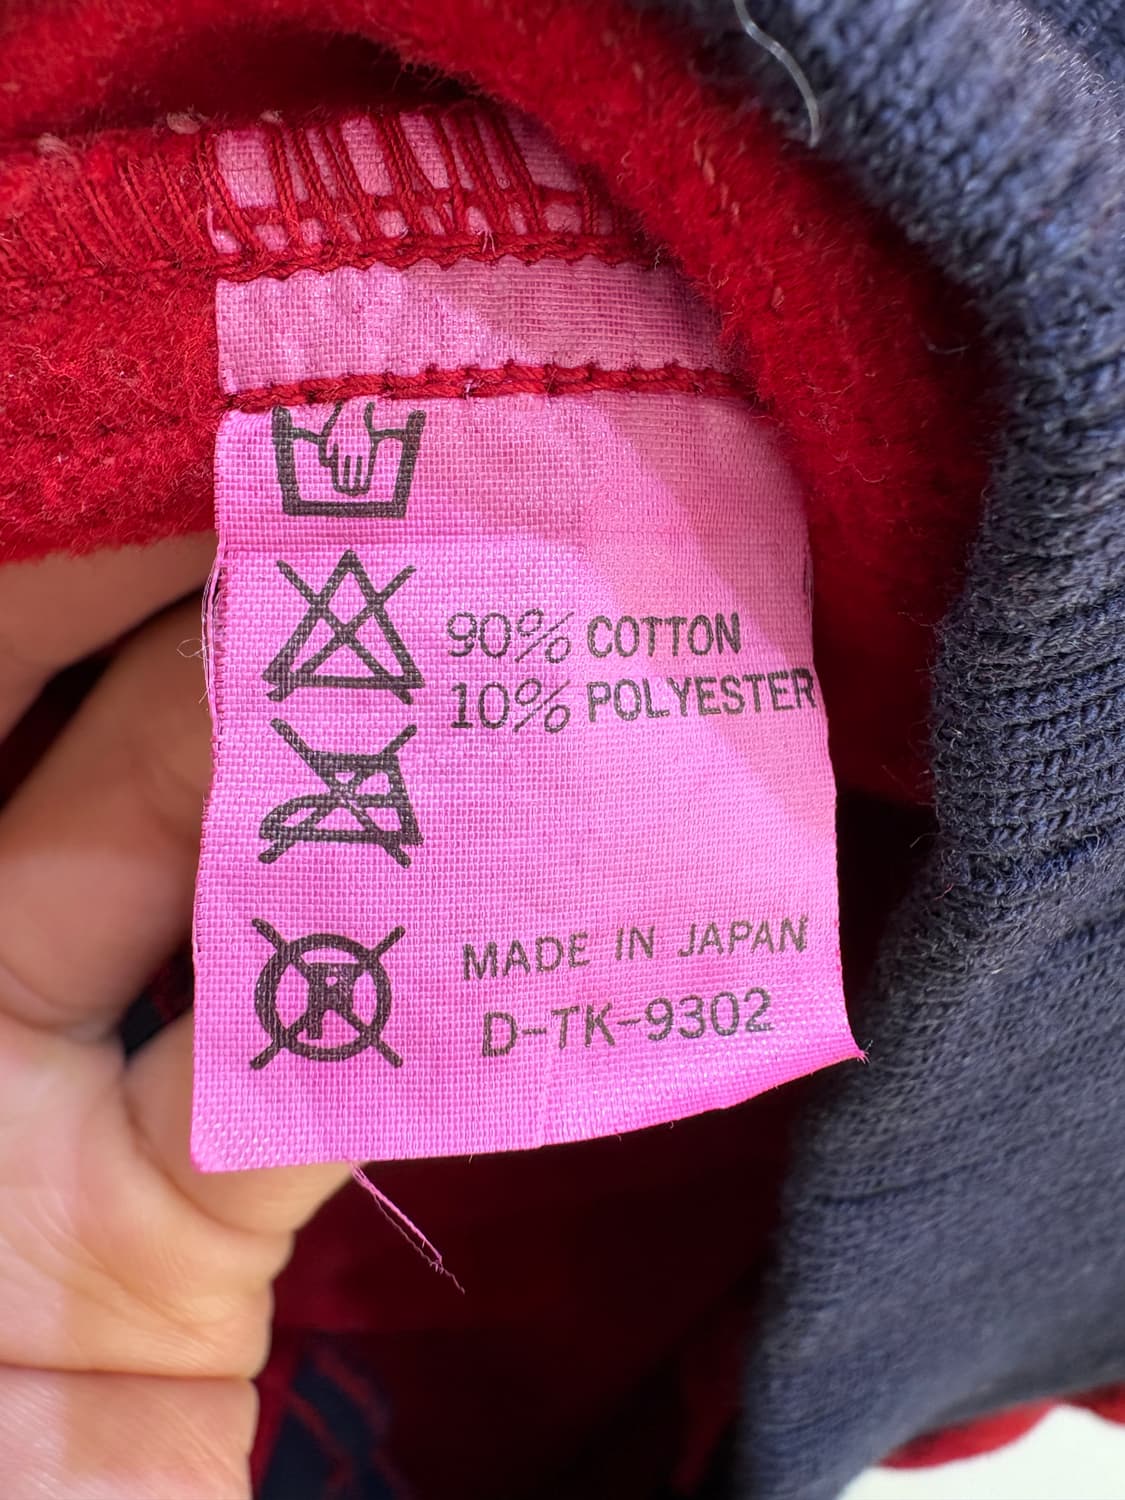 90% COTTON
10% POLYESTER
MADE IN JAPAN
D-TK-9302